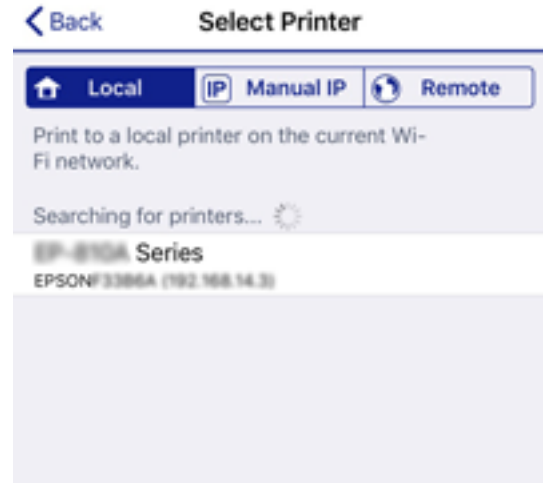 Back
Select Printer
Local
IP Manual IP
Remote
Print to a local printer on the current Wi-
Fi network.
Searching for printers...
Series
EPSON